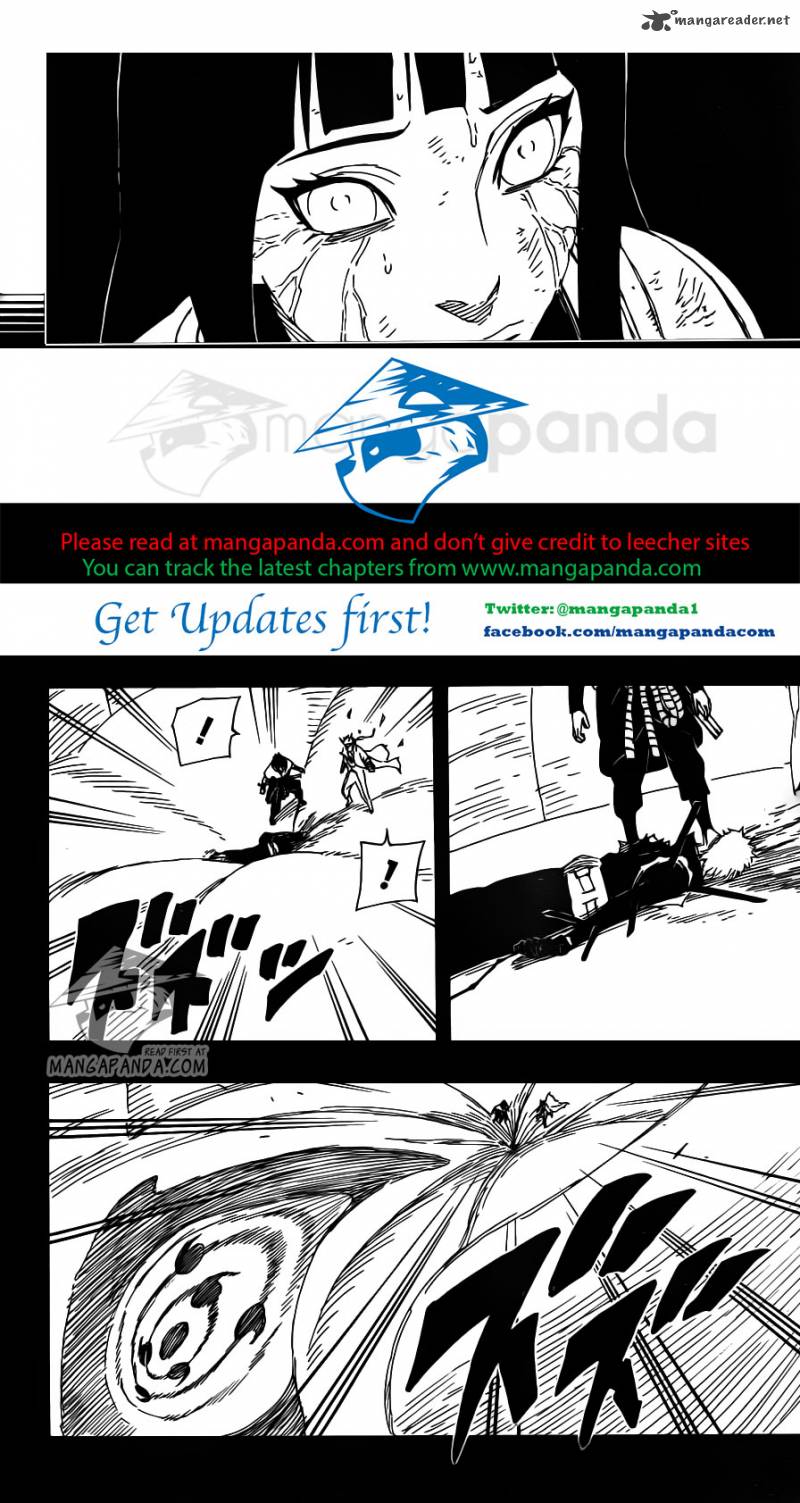 mangareader.net
mangapanda
Please read at mangapanda.com and don't give credit to leecher sites
You can track the latest chapters from www.mangapanda.com
Get Updates first!
Twitter: @mangapanda1
facebook.com/mangapandacom
!
!
ズズッ
READ FIRST AT
MANGAPANDA.COM
ズズ